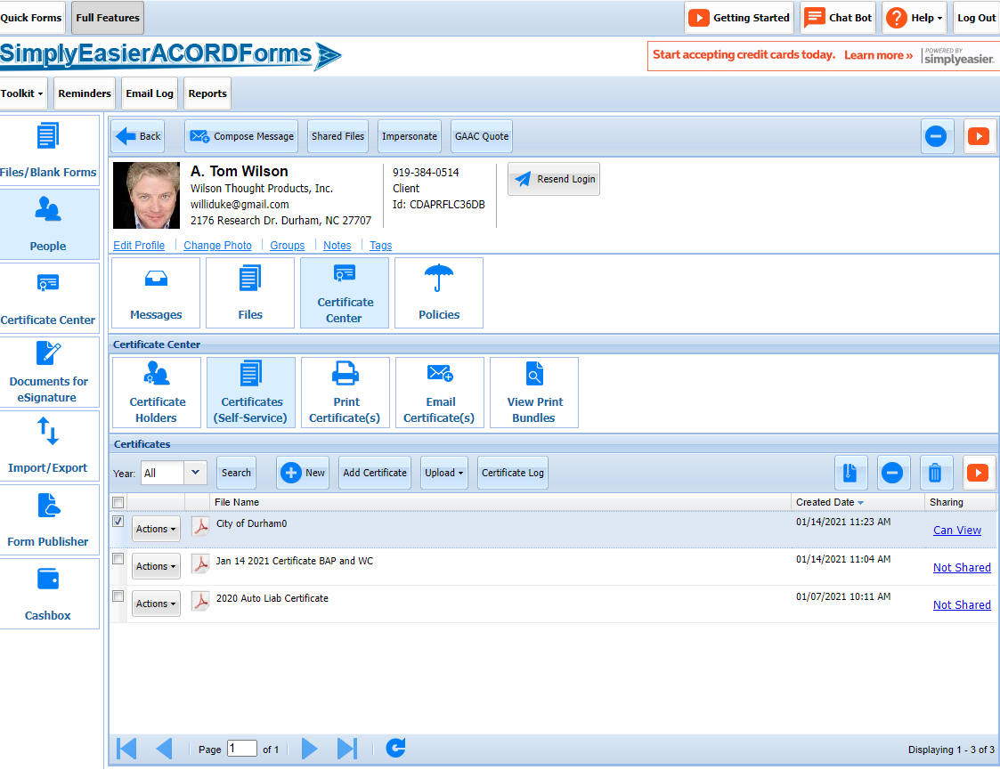 Quick Forms
Full Features
Getting Started
Chat Bot
Help
Log Out
SimplyEasierACORDForms
Start accepting credit cards today. Learn more » POWERED BY simplyeasier.
Toolkit
Reminders
Email Log
Reports
Files/Blank Forms
People
Certificate Center
Documents for
eSignature
Import/Export
Form Publisher
Cashbox
Back
Compose Message
Shared Files
Impersonate
GAAC Quote
A. Tom Wilson
Wilson Thought Products, Inc.
williduke@gmail.com
2176 Research Dr. Durham, NC 27707
919-384-0514
Client
Id: CDAPRFLC36DB
Resend Login
Edit Profile
Change Photo
Groups
Notes
Tags
Messages
Files
Certificate
Center
Policies
Certificate Center
Certificate
Holders
Certificates
(Self-Service)
Print
Certificate(s)
Email
Certificate(s)
View Print
Bundles
Certificates
Year: All
Search
New
Add Certificate
Upload
Certificate Log
File Name
Created Date
Sharing
Actions
City of Durham0
01/14/2021 11:23 AM
Can View
Actions
Jan 14 2021 Certificate BAP and WC
01/14/2021 11:04 AM
Not Shared
Actions
2020 Auto Liab Certificate
01/07/2021 10:11 AM
Not Shared
Page 1 of 1
Displaying 1 - 3 of 3